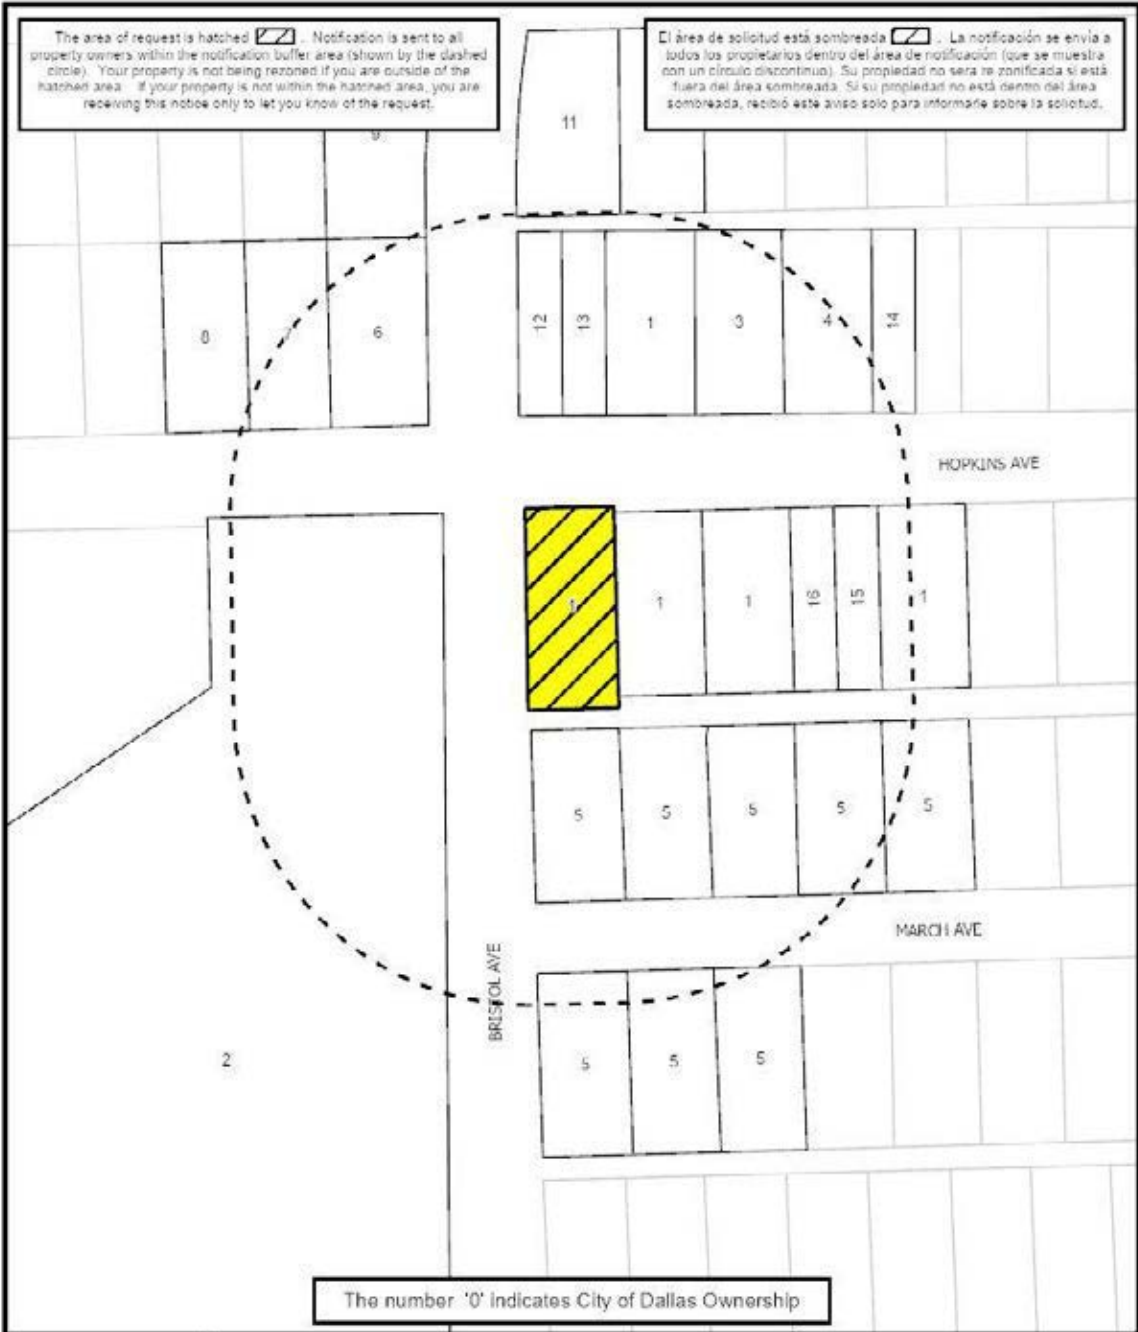 The area of request is hatched . Notification is sent to all
property owners within the notification buffer area (shown by the dashed
circle). Your property is not being rezoned if you are outside of the
hatched area. If your property is not within the hatched area, you are
receiving this notice only to let you know of the request.
El área de solicitud está sombreada . La notificación se envía a
todos los propietarios dentro del área de notificación (que se muestra
con un círculo discontinuo). Su propiedad no sera re zonificada si está
fuera del área sombreada. Si su propiedad no está dentro del área
sombreada, recibió este aviso solo para informarle sobre la solicitud.
9
11
8
7
6
12
13
1
3
4
14
HOPKINS AVE
1
1
1
16
15
1
5
5
5
5
5
MARCH AVE
BRISTOL AVE
2
5
5
5
The number '0' indicates City of Dallas Ownership